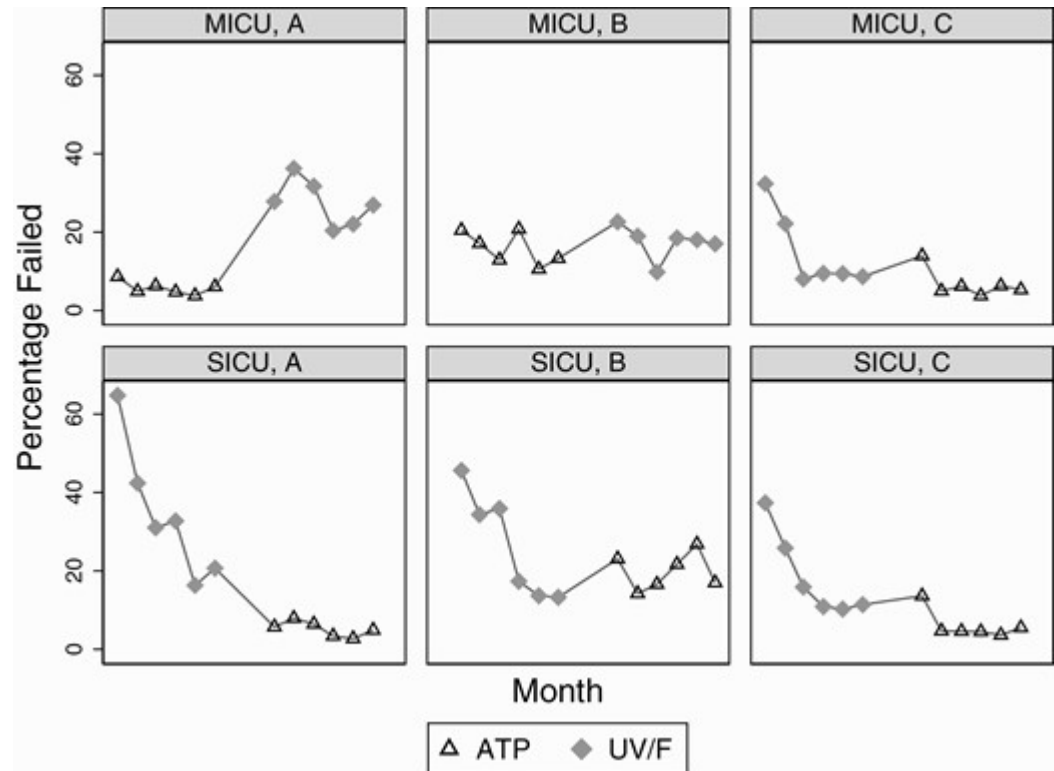 MICU, A
MICU, B
MICU, C
60
40
20
0
Percentage Failed
SICU, A
SICU, B
SICU, C
60
40
20
0
Month
ATP
UV/F